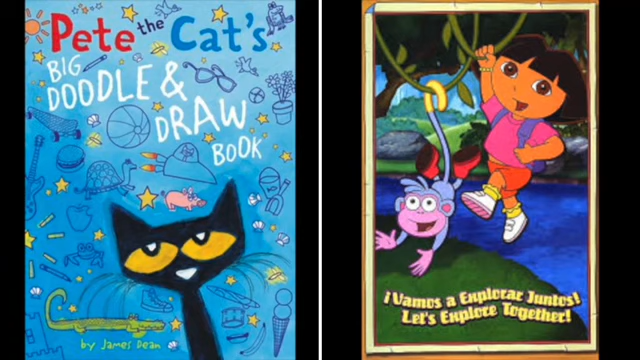 Pete the Cat's
BIG
DOODLE &
DRAW
BOOK
by James Dean
¡Vamos a Explorar Juntos!
Let's Explore Together!